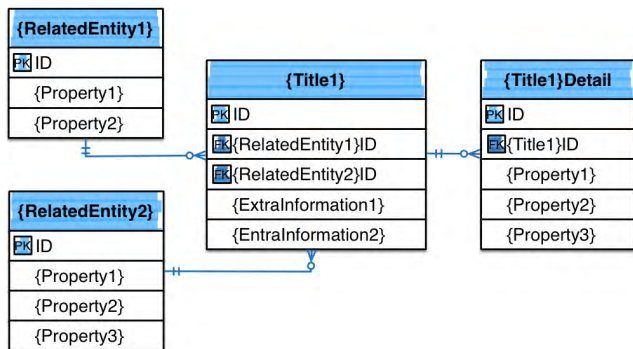 {RelatedEntity1}
PK ID
{Property1}
{Property2}
{RelatedEntity2}
PK ID
{Property1}
{Property2}
{Property3}
{Title1}
PK ID
FK {RelatedEntity1}ID
FK {RelatedEntity2}ID
{ExtraInformation1}
{EntraInformation2}
{Title1}Detail
PK ID
FK {Title1}ID
{Property1}
{Property2}
{Property3}